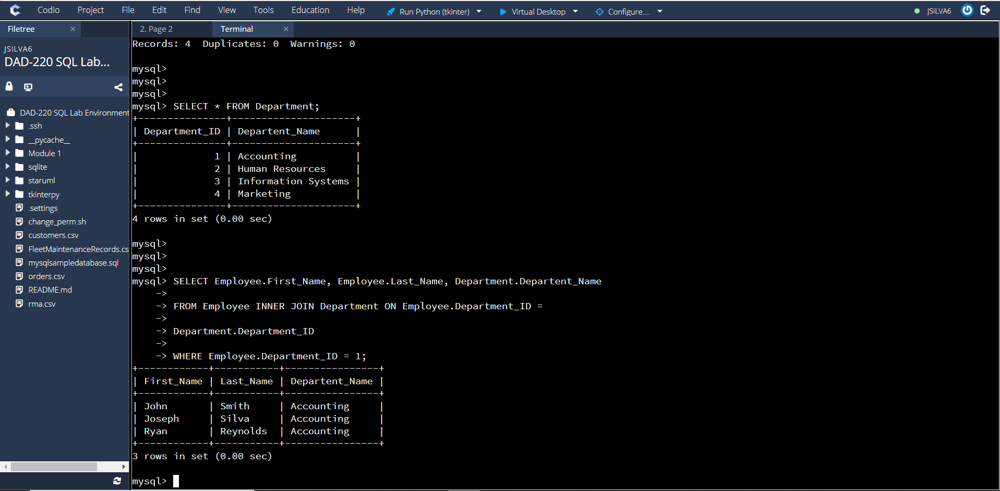 Codio Project File Edit Find View Tools Education Help Run Python (tkinter) Virtual Desktop Configure.... JSILVA6
Filetree × 2. Page 2 Terminal ×
JSILVA6
DAD-220 SQL Lab...
DAD-220 SQL Lab Environment
.ssh
__pycache__
Module 1
sqlite
staruml
tkinterpy
.settings
change_perm.sh
customers.csv
FleetMaintenanceRecords.cs
mysqlsampledatabase.sql
orders.csv
README.md
rma.csv
Records: 4  Duplicates: 0  Warnings: 0
mysql>
mysql>
mysql>
mysql> SELECT * FROM Department;
+---------------+---------------------+
| Department_ID | Departent_Name      |
+---------------+---------------------+
|             1 | Accounting          |
|             2 | Human Resources     |
|             3 | Information Systems |
|             4 | Marketing           |
+---------------+---------------------+
4 rows in set (0.00 sec)
mysql>
mysql>
mysql>
mysql> SELECT Employee.First_Name, Employee.Last_Name, Department.Departent_Name
    ->
    -> FROM Employee INNER JOIN Department ON Employee.Department_ID =
    ->
    -> Department.Department_ID
    ->
    -> WHERE Employee.Department_ID = 1;
+------------+-----------+----------------+
| First_Name | Last_Name | Departent_Name |
+------------+-----------+----------------+
| John       | Smith     | Accounting     |
| Joseph     | Silva     | Accounting     |
| Ryan       | Reynolds  | Accounting     |
+------------+-----------+----------------+
3 rows in set (0.00 sec)
mysql>